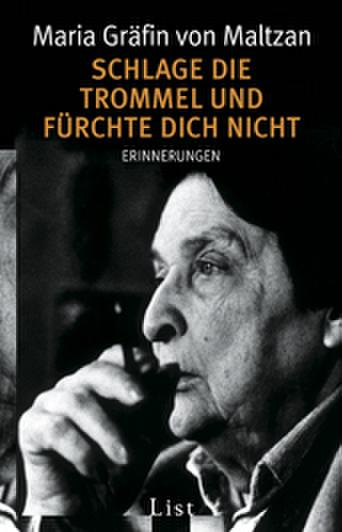 Maria Gräfin von Maltzan
SCHLAGE DIE
TROMMEL UND
FÜRCHTE DICH NICHT
ERINNERUNGEN
List